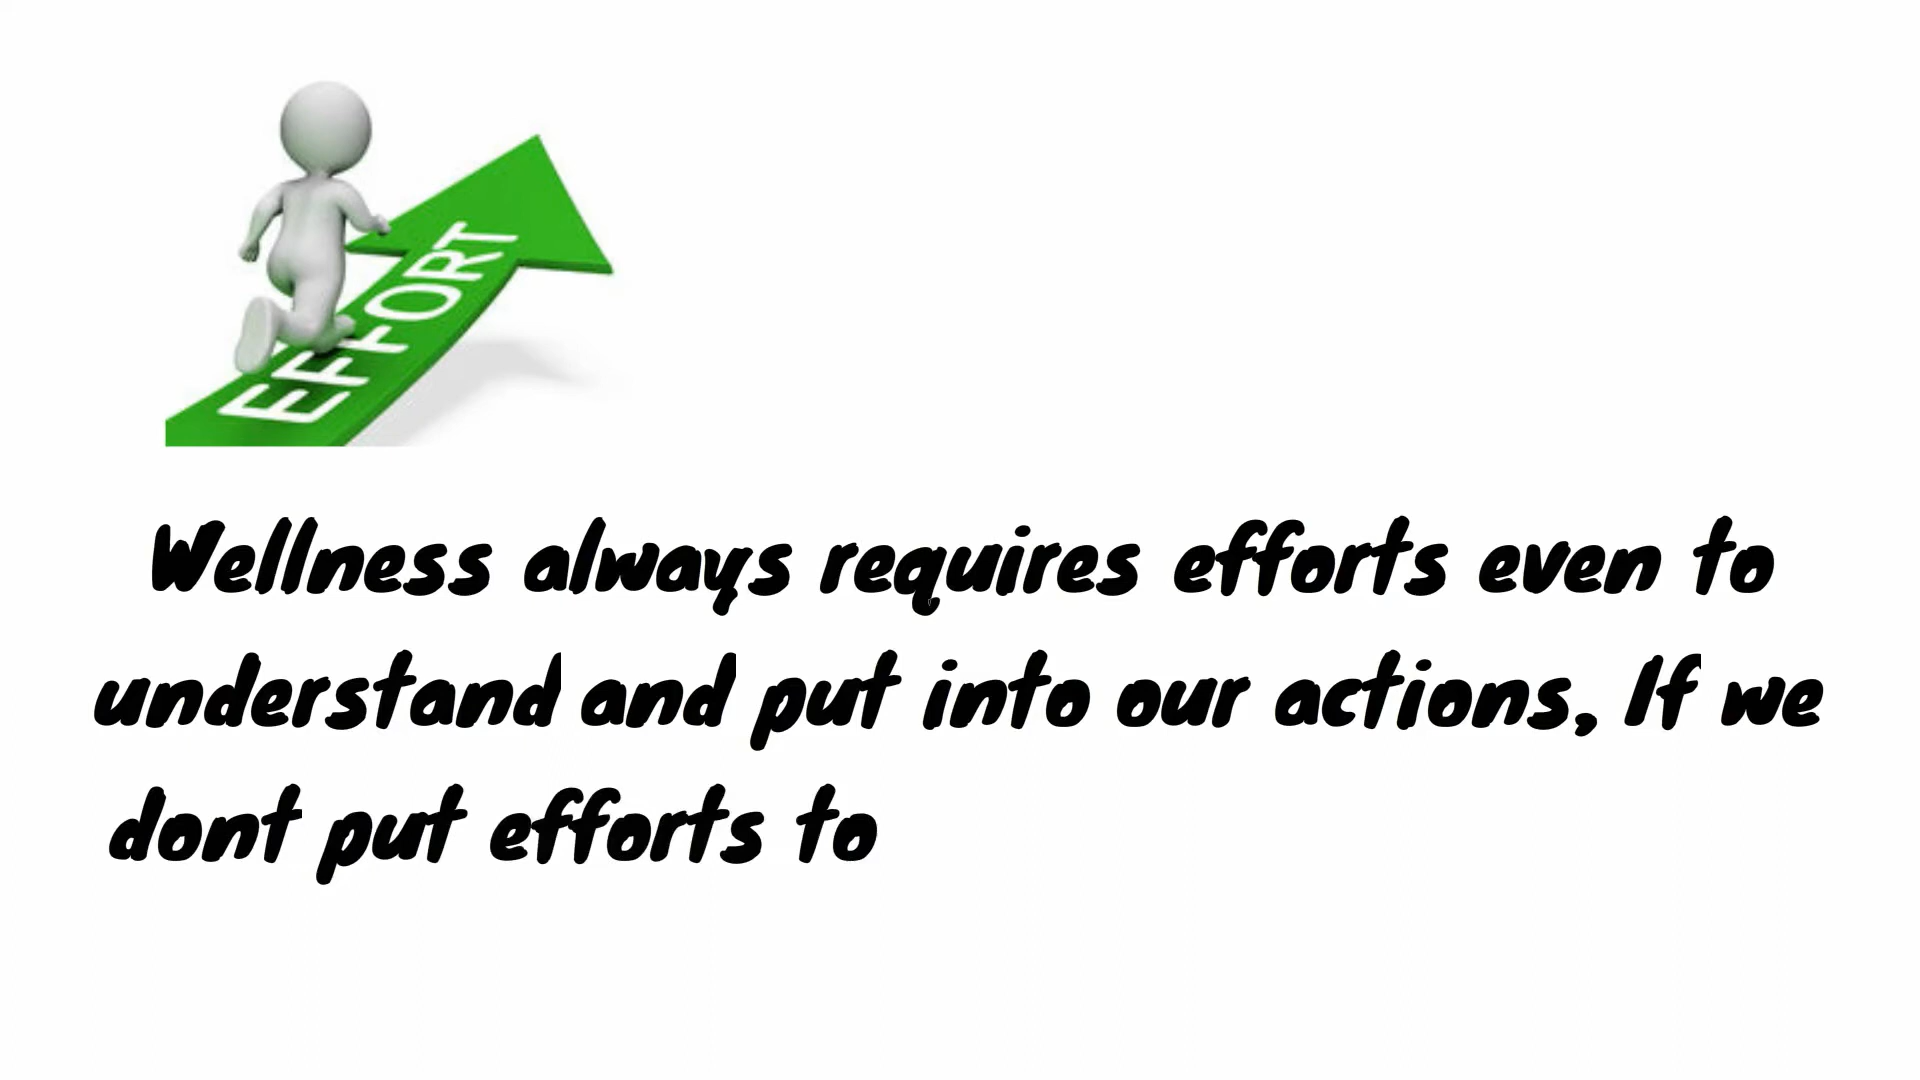 EFFORT
Wellness always requires efforts even to
understand and put into our actions, If we
dont put efforts to